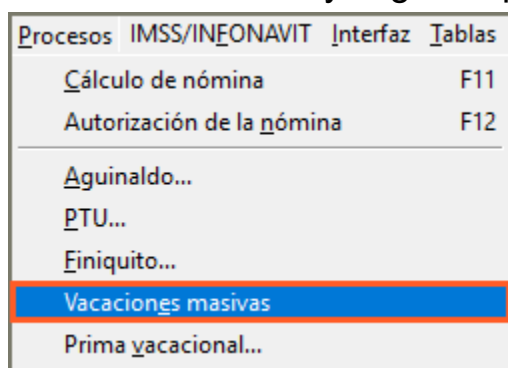 Procesos IMSS/INFONAVIT Interfaz Tablas
Cálculo de nómina F11
Autorización de la nómina F12
Aguinaldo...
PTU...
Finiquito...
Vacaciones masivas
Prima vacacional...